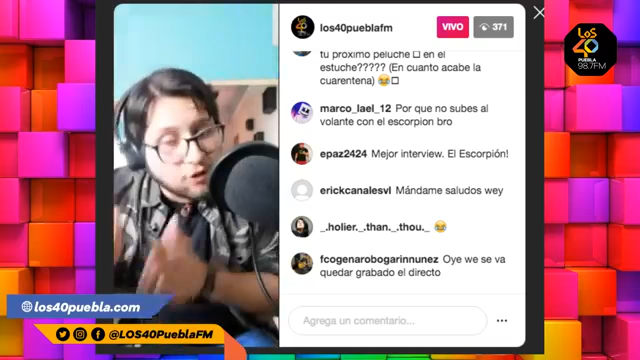 los40pueblafm
VIVO
371
LOS
40
PUEBLA
98.7FM
tu próximo peluche □ en el
estuche????? (En cuanto acabe la
cuarentena) 😂□
marco_lael_12 Por que no subes al
volante con el escorpion bro
epaz2424 Mejor interview. El Escorpión!
erickcanalesvl Mándame saludos wey
_.holier._.than._.thou._ 😂
fcogenarobogarinnunez Oye we se va
quedar grabado el directo
Agrega un comentario...
los40puebla.com
@LOS40PueblaFM